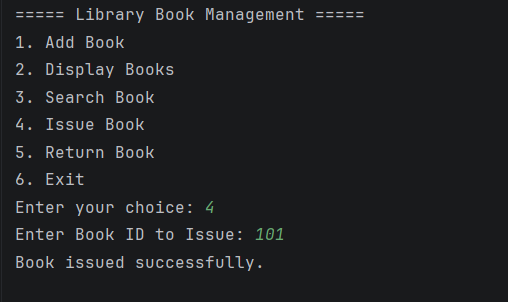 ===== Library Book Management =====
1. Add Book
2. Display Books
3. Search Book
4. Issue Book
5. Return Book
6. Exit
Enter your choice: 4
Enter Book ID to Issue: 101
Book issued successfully.